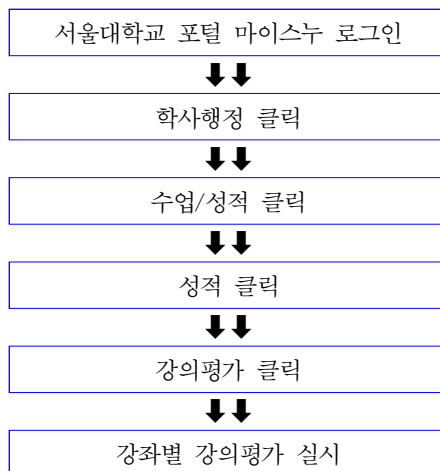 서울대학교 포털 마이스누 로그인
학사행정 클릭
수업/성적 클릭
성적 클릭
강의평가 클릭
강좌별 강의평가 실시